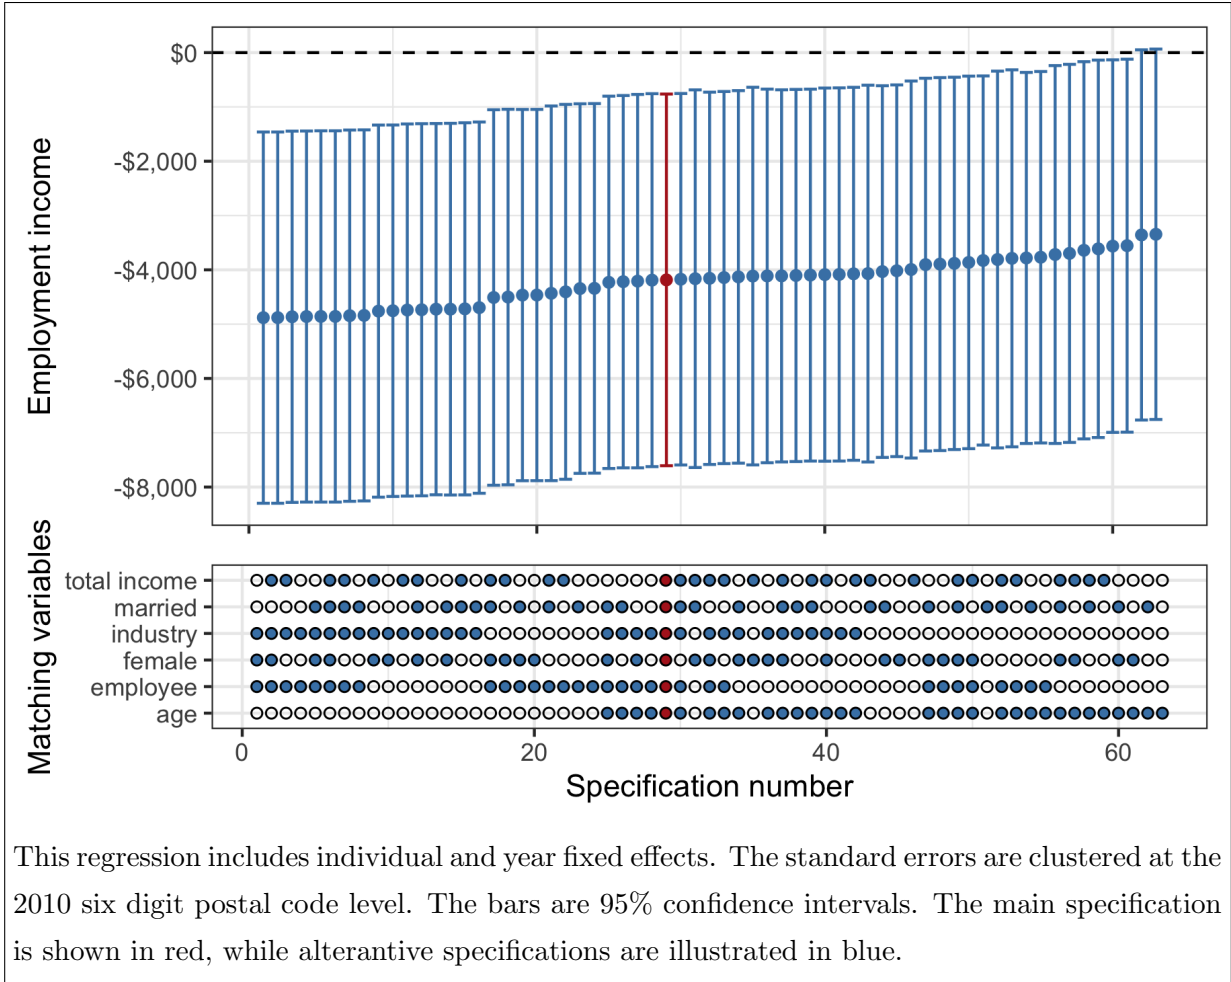 Employment income
$0
-$2,000
-$4,000
-$6,000
-$8,000
Matching variables
total income
married
industry
female
employee
age
0
20
40
60
Specification number
This regression includes individual and year fixed effects. The standard errors are clustered at the
2010 six digit postal code level. The bars are 95% confidence intervals. The main specification
is shown in red, while alterantive specifications are illustrated in blue.